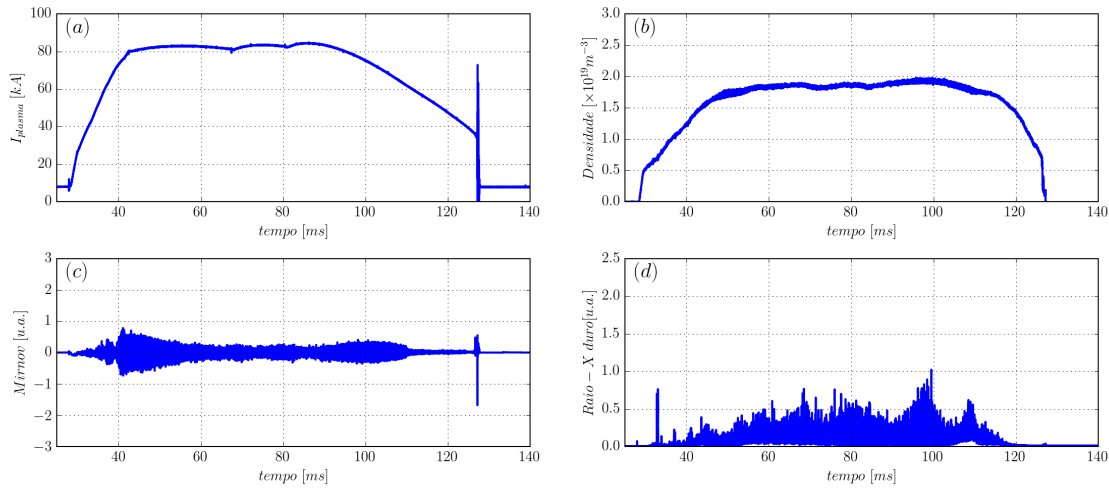 (a)
I_plasma [kA]
100
80
60
40
20
0
40 60 80 100 120 140
tempo [ms]
(b)
Densidade [×10^19 m^−3]
3.0
2.5
2.0
1.5
1.0
0.5
0.0
40 60 80 100 120 140
tempo [ms]
(c)
Mirnov [u.a.]
3
2
1
0
−1
−2
−3
40 60 80 100 120 140
tempo [ms]
(d)
Raio − X duro[u.a.]
2.5
2.0
1.5
1.0
0.5
0.0
40 60 80 100 120 140
tempo [ms]